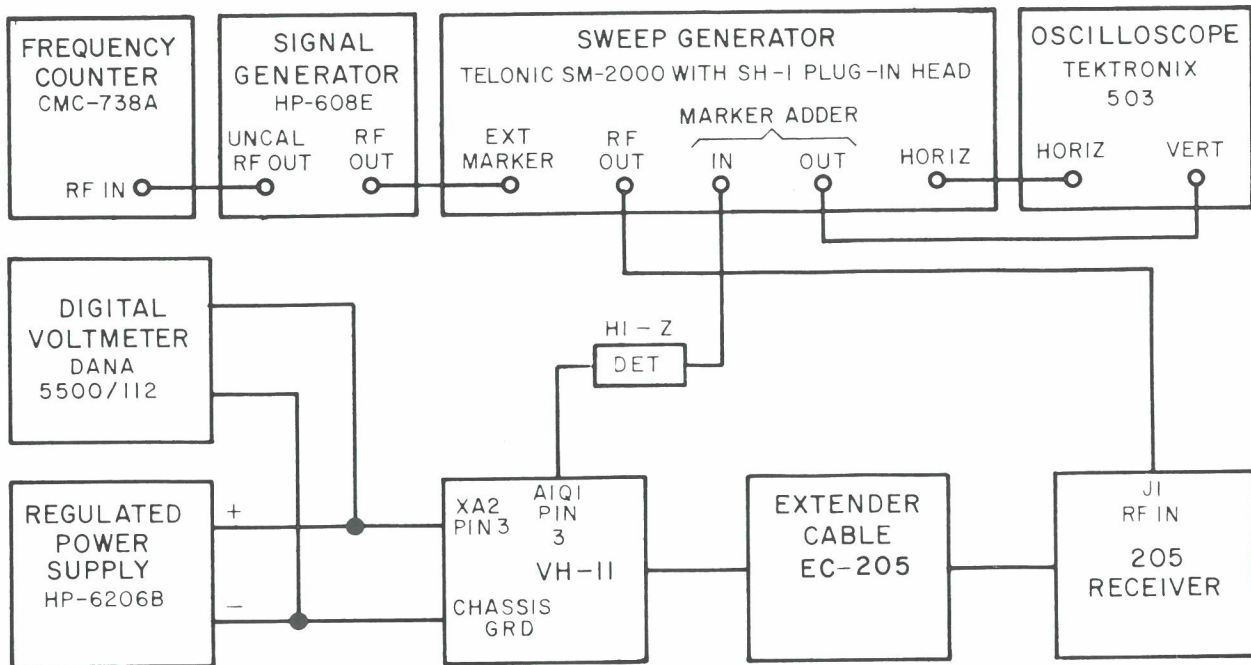 FREQUENCY
COUNTER
CMC-738A
RF IN
SIGNAL
GENERATOR
HP-608E
UNCAL
RF OUT
RF
OUT
SWEEP GENERATOR
TELONIC SM-2000 WITH SH-1 PLUG-IN HEAD
MARKER ADDER
EXT
MARKER
RF
OUT
IN
OUT
HORIZ
OSCILLOSCOPE
TEKTRONIX
503
HORIZ
VERT
DIGITAL
VOLTMETER
DANA
5500/112
HI-Z
DET
REGULATED
POWER
SUPPLY
HP-6206B
+
−
XA2
PIN 3
A1Q1
PIN
3
VH-11
CHASSIS
GRD
EXTENDER
CABLE
EC-205
J1
RF IN
205
RECEIVER